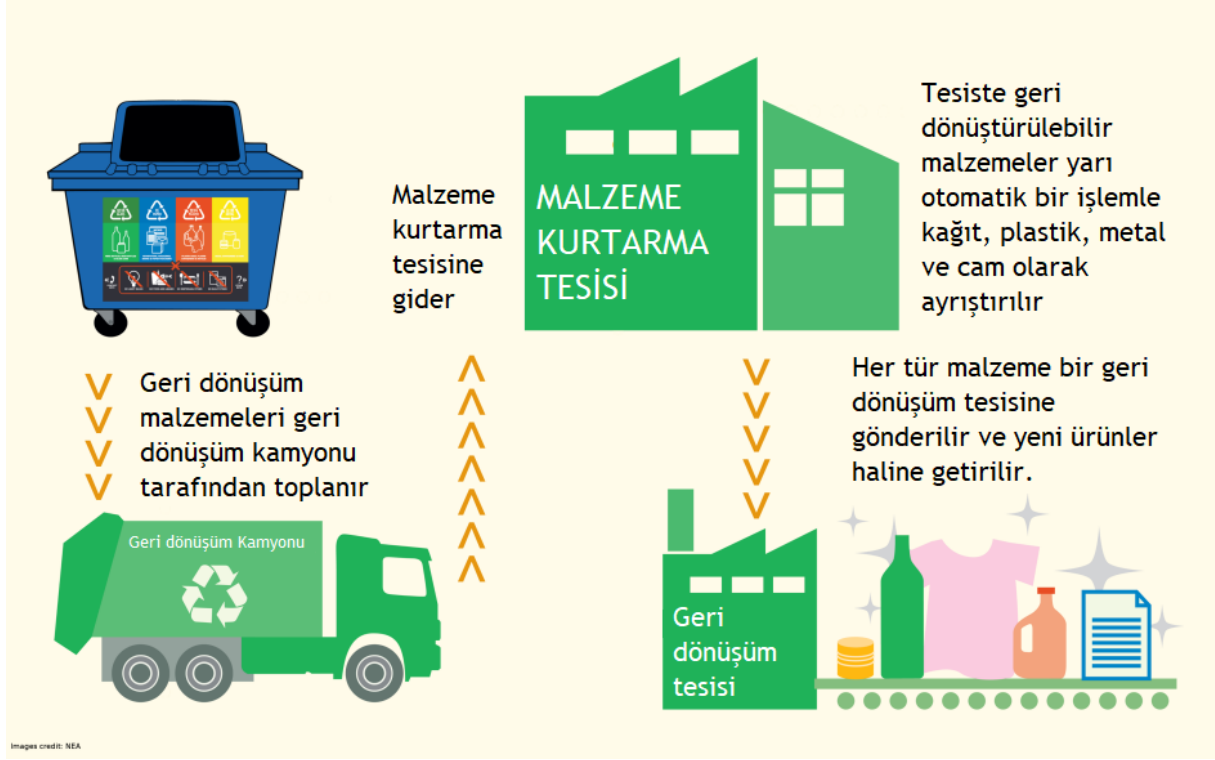 Geri dönüşüm
malzemeleri geri
dönüşüm kamyonu
tarafından toplanır
Geri dönüşüm Kamyonu
Malzeme
kurtarma
tesisine
gider
MALZEME
KURTARMA
TESİSİ
Tesiste geri
dönüştürülebilir
malzemeler yarı
otomatik bir işlemle
kağıt, plastik, metal
ve cam olarak
ayrıştırılır
Her tür malzeme bir geri
dönüşüm tesisine
gönderilir ve yeni ürünler
haline getirilir.
Geri
dönüşüm
tesisi
Images credit: NEA